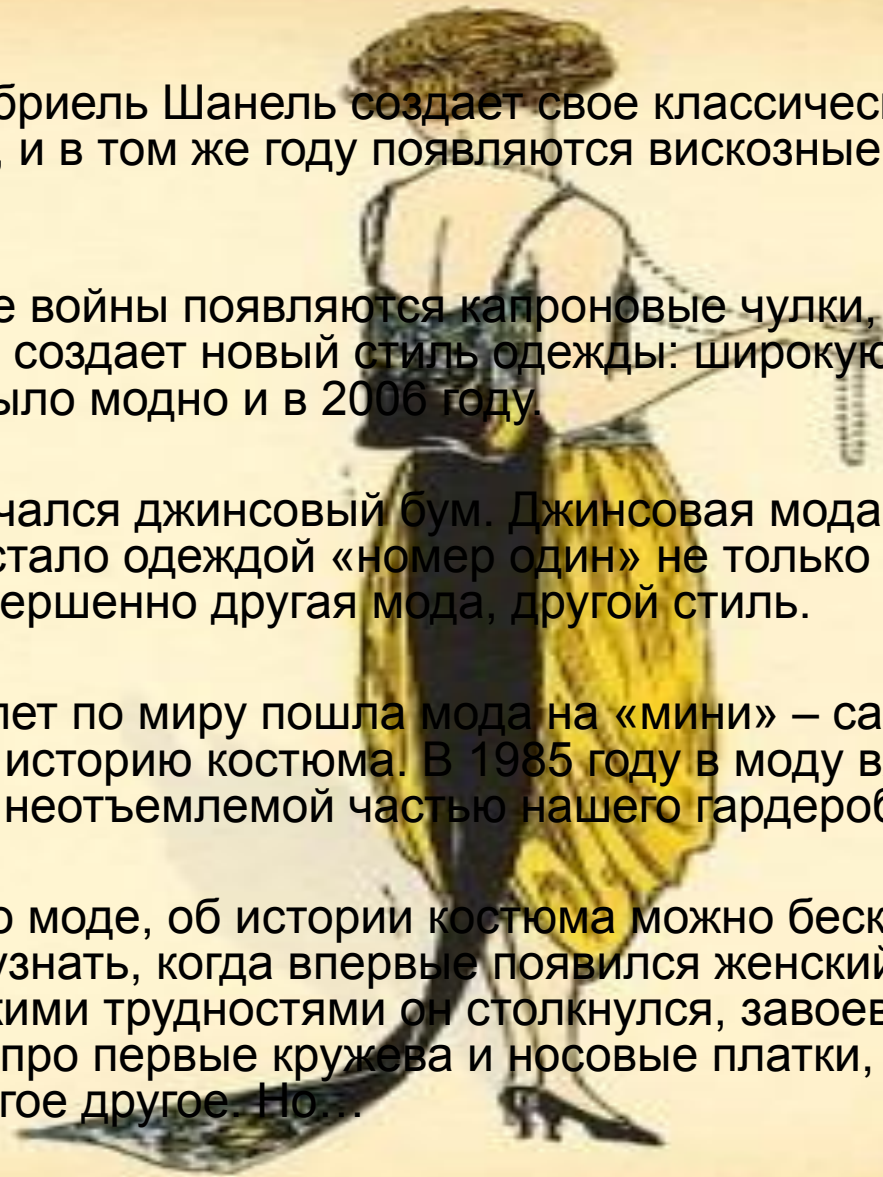 бриель Шанель создает свое классичес
, и в том же году появляются вискозные
е войны появляются капроновые чулки,
создает новый стиль одежды: широкую
ыло модно и в 2006 году.
чался джинсовый бум. Джинсовая мода
стало одеждой «номер один» не только
ершенно другая мода, другой стиль.
лет по миру пошла мода на «мини» – са
историю костюма. В 1985 году в моду в
неотъемлемой частью нашего гардероб
о моде, об истории костюма можно беск
узнать, когда впервые появился женский
кими трудностями он столкнулся, завоев
про первые кружева и носовые платки,
гое другое. Но…